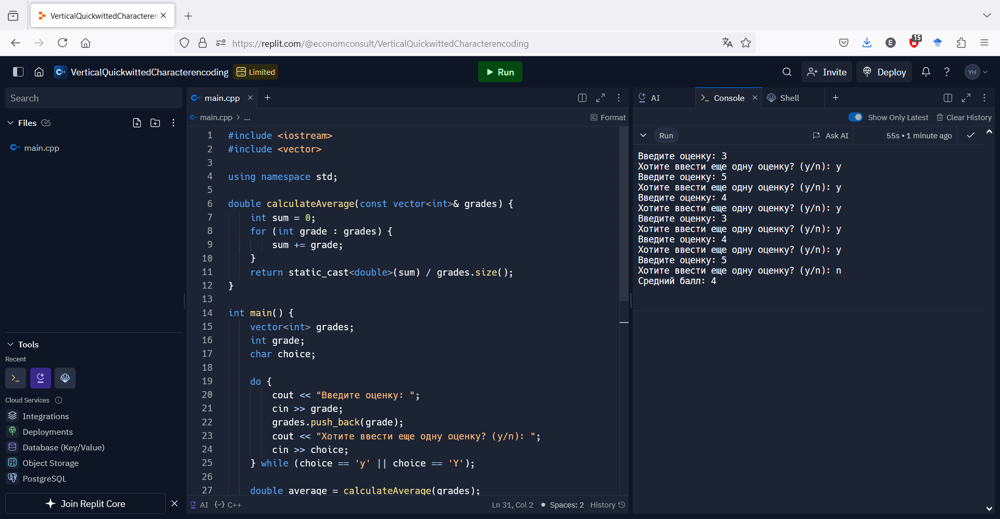 VerticalQuickwittedCharacteren
https://replit.com/@economconsult/VerticalQuickwittedCharacterencoding
15
E
C++
VerticalQuickwittedCharacterencoding
Limited
Run
Invite
Deploy
?
YH
Search
Files
main.cpp
Tools
Recent
Cloud Services
Integrations
Deployments
Database (Key/Value)
Object Storage
PostgreSQL
Join Replit Core
main.cpp
main.cpp > ...
Format
1 #include <iostream>
2 #include <vector>
3
4 using namespace std;
5
6 double calculateAverage(const vector<int>& grades) {
7 int sum = 0;
8 for (int grade : grades) {
9 sum += grade;
10 }
11 return static_cast<double>(sum) / grades.size();
12 }
13
14 int main() {
15 vector<int> grades;
16 int grade;
17 char choice;
18
19 do {
20 cout << "Введите оценку: ";
21 cin >> grade;
22 grades.push_back(grade);
23 cout << "Хотите ввести еще одну оценку? (y/n): ";
24 cin >> choice;
25 } while (choice == 'y' || choice == 'Y');
26
27 double average = calculateAverage(grades);
AI
C++
Ln 31, Col 2 • Spaces: 2 History
AI
Console
Shell
Show Only Latest
Clear History
Run
Ask AI
55s • 1 minute ago
Введите оценку: 3
Хотите ввести еще одну оценку? (y/n): y
Введите оценку: 5
Хотите ввести еще одну оценку? (y/n): y
Введите оценку: 4
Хотите ввести еще одну оценку? (y/n): y
Введите оценку: 3
Хотите ввести еще одну оценку? (y/n): y
Введите оценку: 4
Хотите ввести еще одну оценку? (y/n): y
Введите оценку: 5
Хотите ввести еще одну оценку? (y/n): n
Средний балл: 4